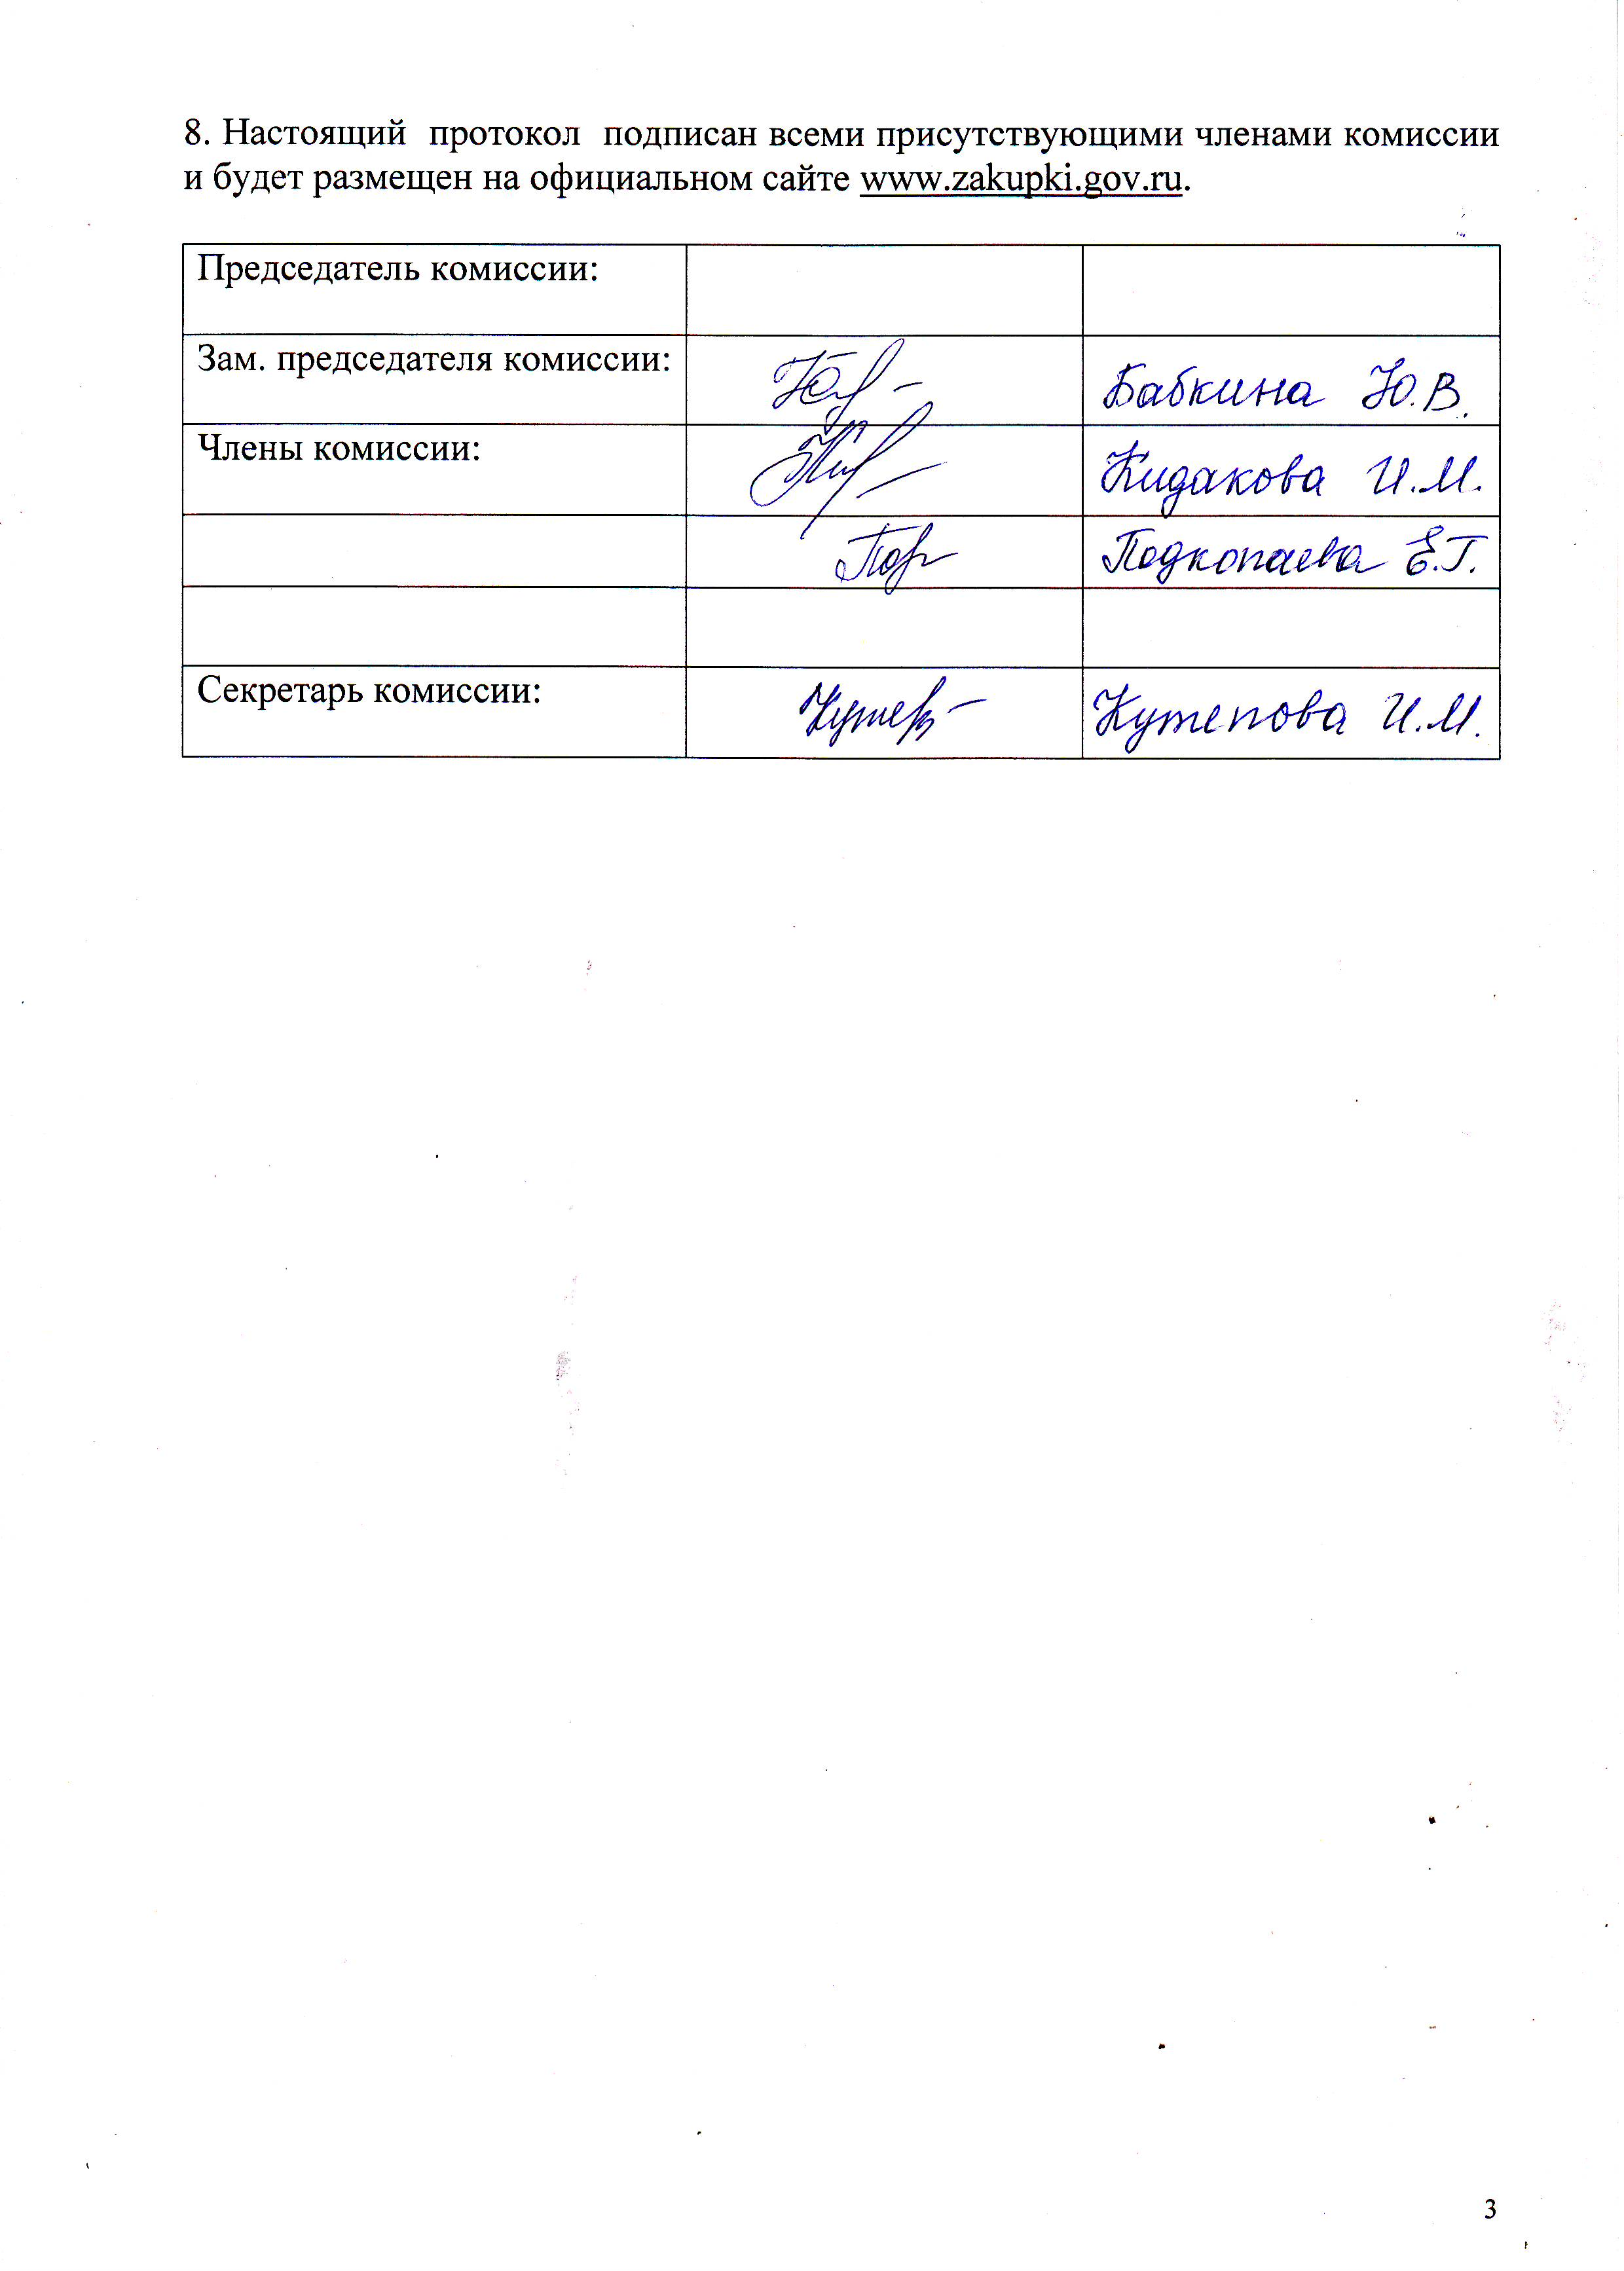 8. Настоящий протокол подписан всеми присутствующими членами комиссии
и будет размещен на официальном сайте www.zakupki.gov.ru.
Председатель комиссии:
Зам. председателя комиссии: Бабкина Ю.В.
Члены комиссии: Кидакова И.М.
Подкопаева Е.Г.
Секретарь комиссии: Кутепова И.М.
3